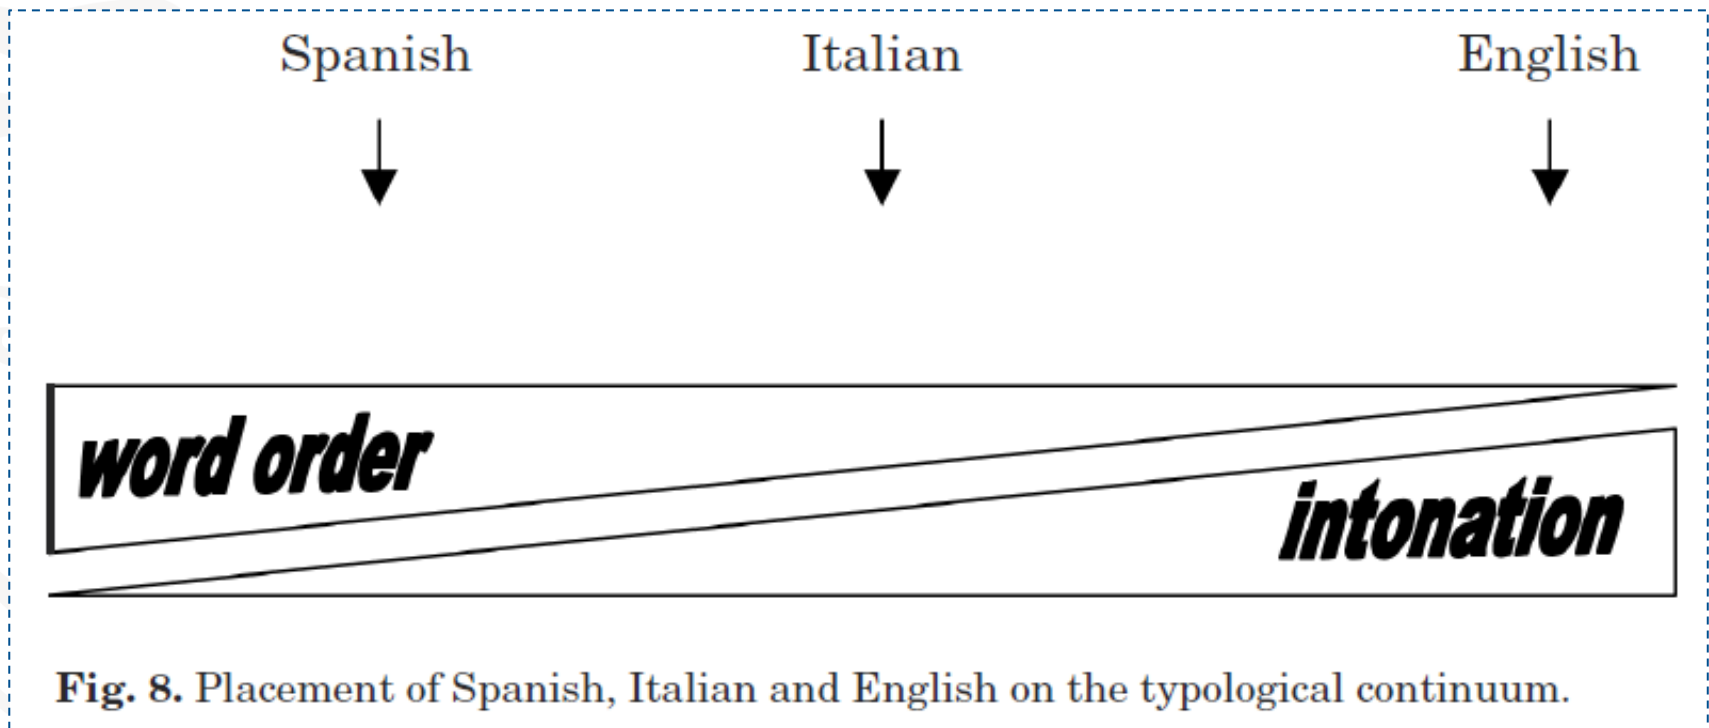 Spanish Italian English
word order
intonation
Fig. 8. Placement of Spanish, Italian and English on the typological continuum.